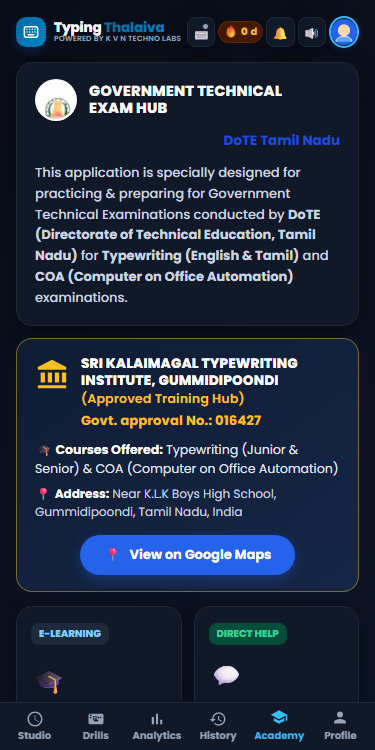 Typing Thalaiva
POWERED BY K V N TECHNO LABS
0 d
GOVERNMENT TECHNICAL
EXAM HUB
DoTE Tamil Nadu
This application is specially designed for
practicing & preparing for Government
Technical Examinations conducted by DoTE
(Directorate of Technical Education, Tamil
Nadu) for Typewriting (English & Tamil) and
COA (Computer on Office Automation)
examinations.
SRI KALAIMAGAL TYPEWRITING
INSTITUTE, GUMMIDIPOONDI
(Approved Training Hub)
Govt. approval No.: 016427
Courses Offered: Typewriting (Junior &
Senior) & COA (Computer on Office Automation)
Address: Near K.L.K Boys High School,
Gummidipoondi, Tamil Nadu, India
View on Google Maps
E-LEARNING
DIRECT HELP
Studio
Drills
Analytics
History
Academy
Profile